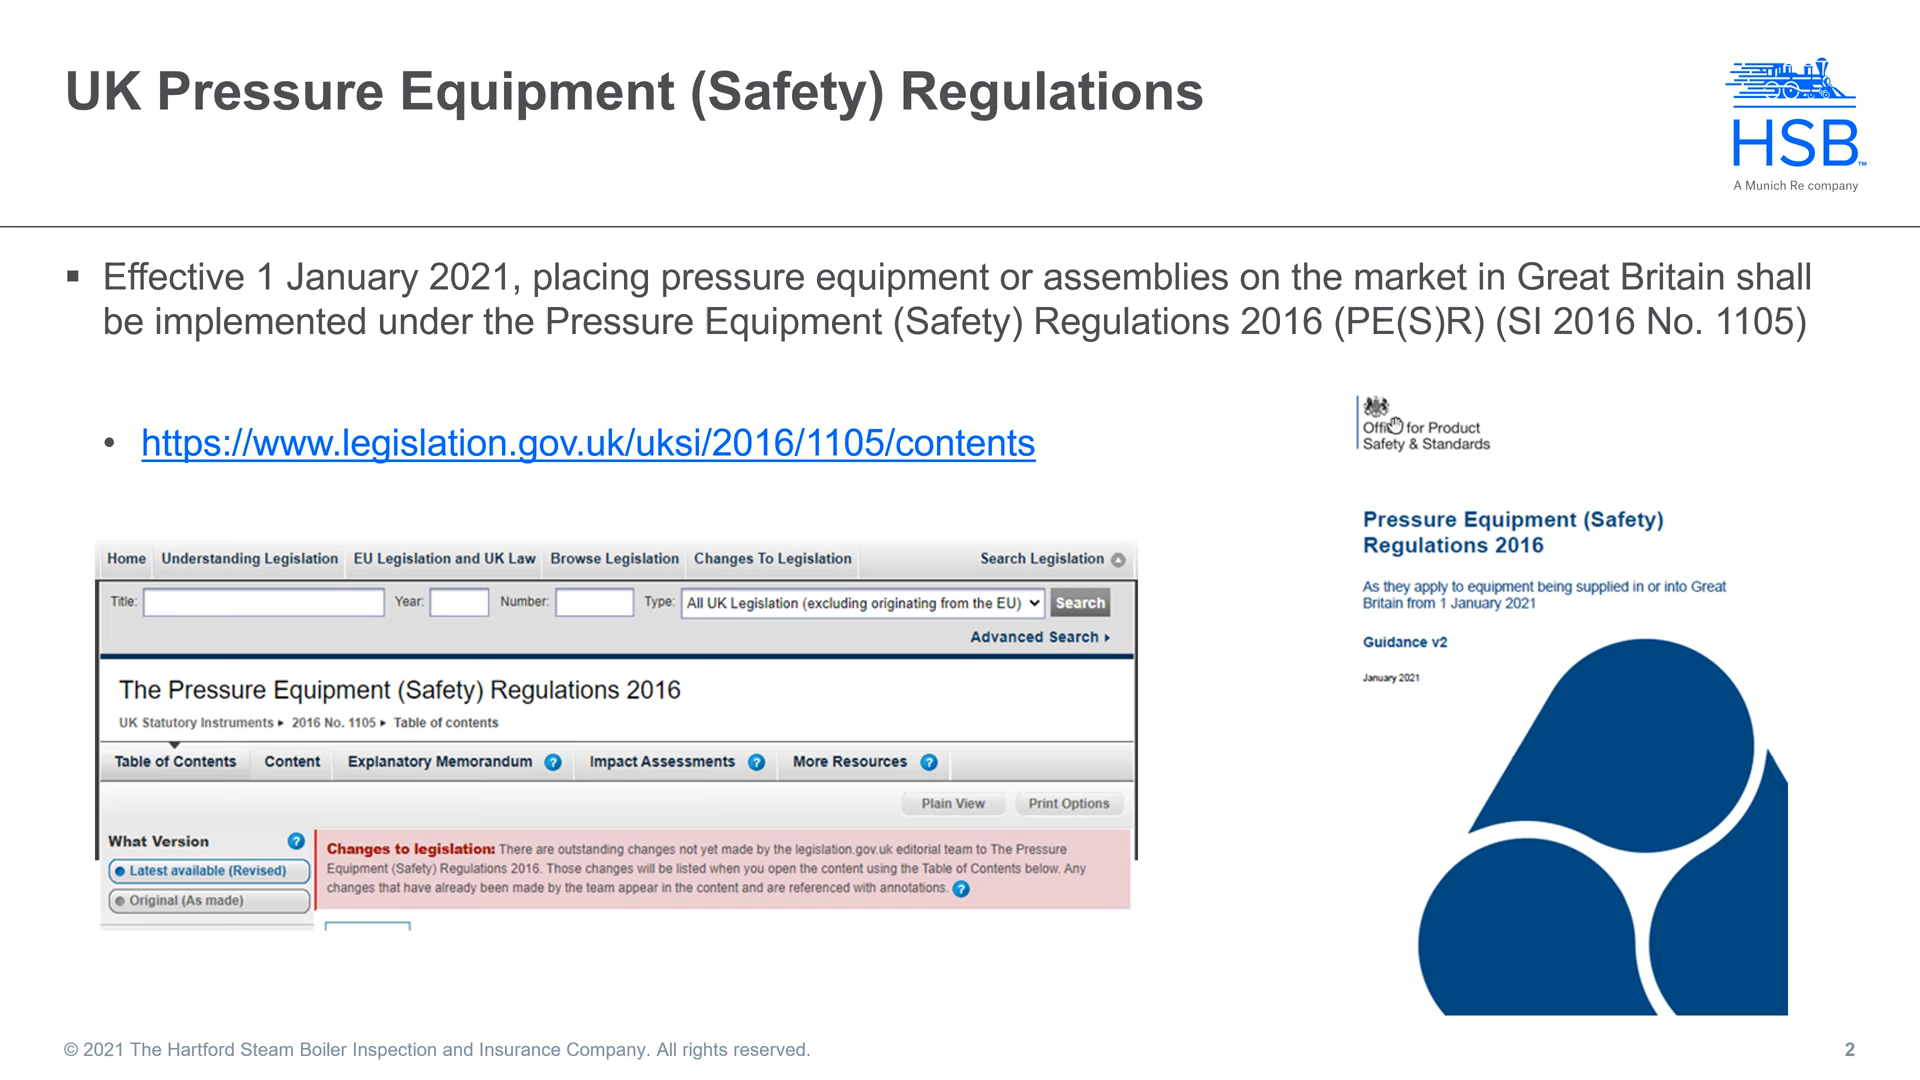 UK Pressure Equipment (Safety) Regulations
HSB™
A Munich Re company
▪ Effective 1 January 2021, placing pressure equipment or assemblies on the market in Great Britain shall
be implemented under the Pressure Equipment (Safety) Regulations 2016 (PE(S)R) (SI 2016 No. 1105)
• https://www.legislation.gov.uk/uksi/2016/1105/contents
Home Understanding Legislation EU Legislation and UK Law Browse Legislation Changes To Legislation Search Legislation
Title: Year: Number: Type: All UK Legislation (excluding originating from the EU) Search
Advanced Search
The Pressure Equipment (Safety) Regulations 2016
UK Statutory Instruments ▸ 2016 No. 1105 ▸ Table of contents
Table of Contents Content Explanatory Memorandum ? Impact Assessments ? More Resources ?
Plain View Print Options
What Version ?
Latest available (Revised)
Original (As made)
Changes to legislation: There are outstanding changes not yet made by the legislation.gov.uk editorial team to The Pressure
Equipment (Safety) Regulations 2016. Those changes will be listed when you open the content using the Table of Contents below. Any
changes that have already been made by the team appear in the content and are referenced with annotations. ?
Office for Product
Safety & Standards
Pressure Equipment (Safety)
Regulations 2016
As they apply to equipment being supplied in or into Great
Britain from 1 January 2021
Guidance v2
January 2021
© 2021 The Hartford Steam Boiler Inspection and Insurance Company. All rights reserved.
2